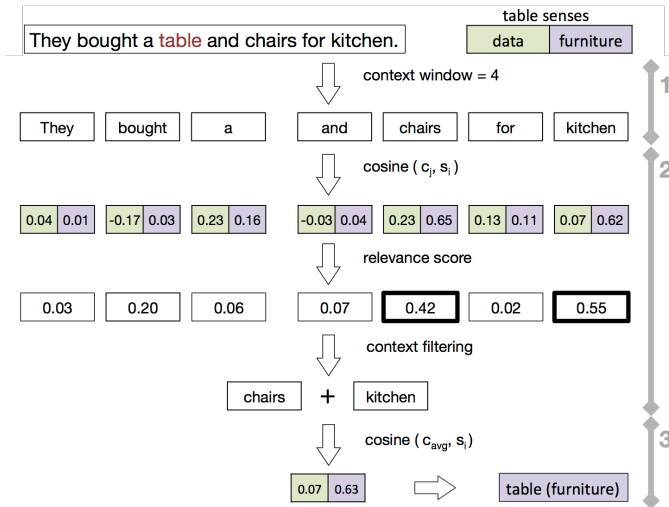 table senses
They bought a table and chairs for kitchen.
data furniture
context window = 4
1
They bought a and chairs for kitchen
cosine ( cj, si )
2
0.04 0.01 -0.17 0.03 0.23 0.16 -0.03 0.04 0.23 0.65 0.13 0.11 0.07 0.62
relevance score
0.03 0.20 0.06 0.07 0.42 0.02 0.55
context filtering
chairs + kitchen
cosine ( cavg, si )
3
0.07 0.63 table (furniture)